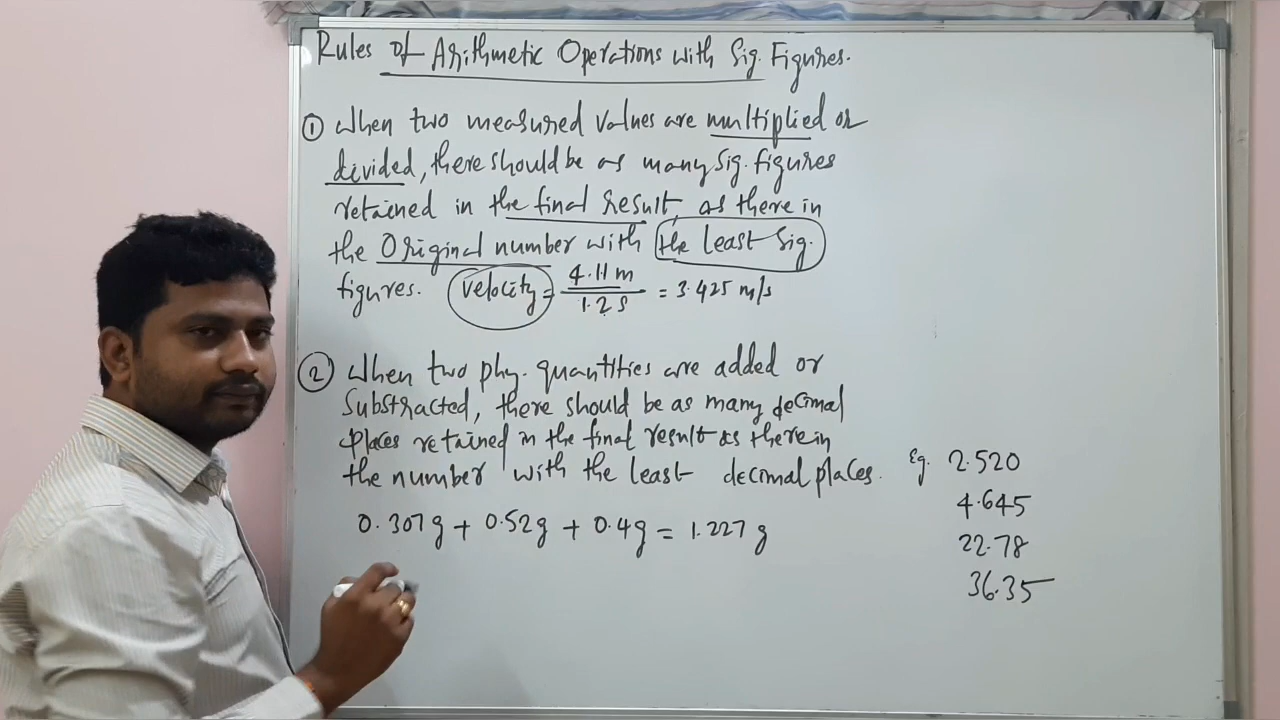 Rules of Arithmetic Operations with Sig. Figures.
① When two measured values are multiplied or
divided, there should be as many Sig. figures
retained in the final result, as there in
the Original number with the least Sig.
figures. Velocity = 4.11 m / 1.2 s = 3.425 m/s
② When two phy. quantities are added or
Substracted, there should be as many decimal
places retained in the final result as there in
the number with the least decimal places.
0.307g + 0.52g + 0.4g = 1.227 g
Eg. 2.520
4.645
22.78
36.35